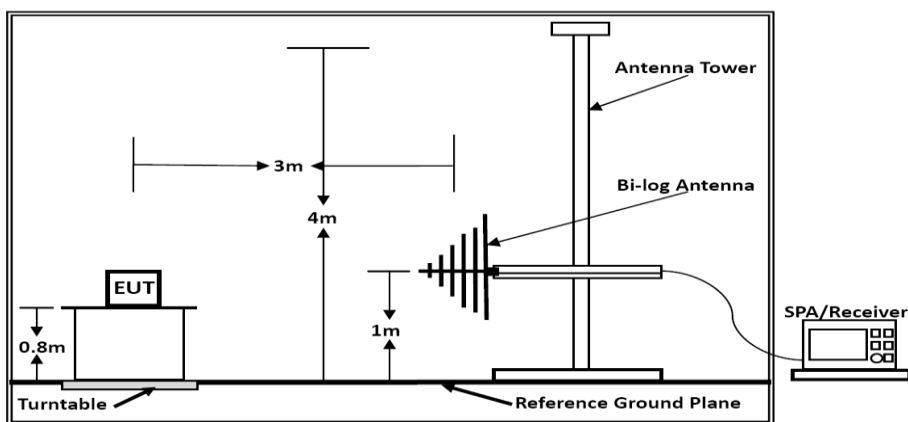 Antenna Tower
3m
Bi-log Antenna
4m
EUT
SPA/Receiver
1m
0.8m
Turntable
Reference Ground Plane